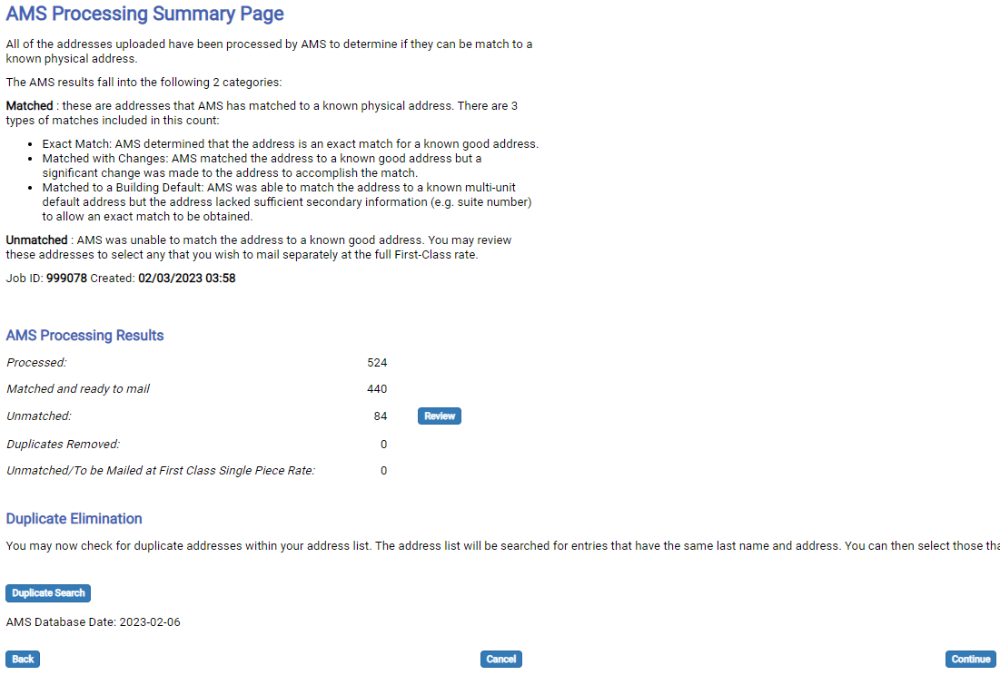 AMS Processing Summary Page
All of the addresses uploaded have been processed by AMS to determine if they can be match to a
known physical address.
The AMS results fall into the following 2 categories:
Matched : these are addresses that AMS has matched to a known physical address. There are 3
types of matches included in this count:
• Exact Match: AMS determined that the address is an exact match for a known good address.
• Matched with Changes: AMS matched the address to a known good address but a
significant change was made to the address to accomplish the match.
• Matched to a Building Default: AMS was able to match the address to a known multi-unit
default address but the address lacked sufficient secondary information (e.g. suite number)
to allow an exact match to be obtained.
Unmatched : AMS was unable to match the address to a known good address. You may review
these addresses to select any that you wish to mail separately at the full First-Class rate.
Job ID: 999078 Created: 02/03/2023 03:58
AMS Processing Results
Processed: 524
Matched and ready to mail 440
Unmatched: 84 Review
Duplicates Removed: 0
Unmatched/To be Mailed at First Class Single Piece Rate: 0
Duplicate Elimination
You may now check for duplicate addresses within your address list. The address list will be searched for entries that have the same last name and address. You can then select those
Duplicate Search
AMS Database Date: 2023-02-06
Back Cancel Continue